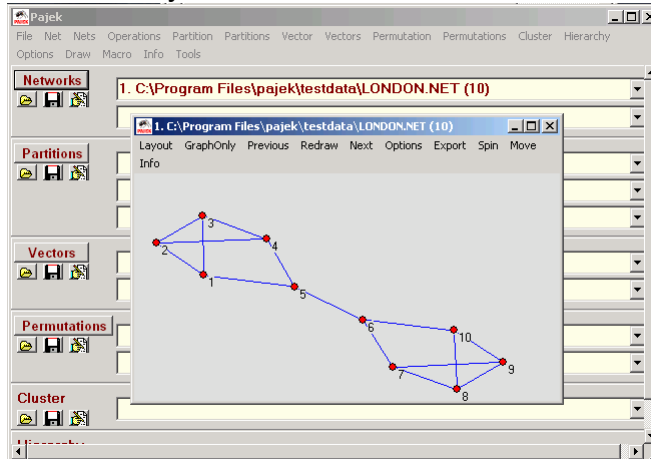 Pajek
File Net Nets Operations Partition Partitions Vector Vectors Permutation Permutations Cluster Hierarchy
Options Draw Macro Info Tools
Networks
1. C:\Program Files\pajek\testdata\LONDON.NET (10)
1. C:\Program Files\pajek\testdata\LONDON.NET (10)
Layout GraphOnly Previous Redraw Next Options Export Spin Move
Info
Partitions
Vectors
Permutations
Cluster
3
4
2
1
5
6
10
7
9
8